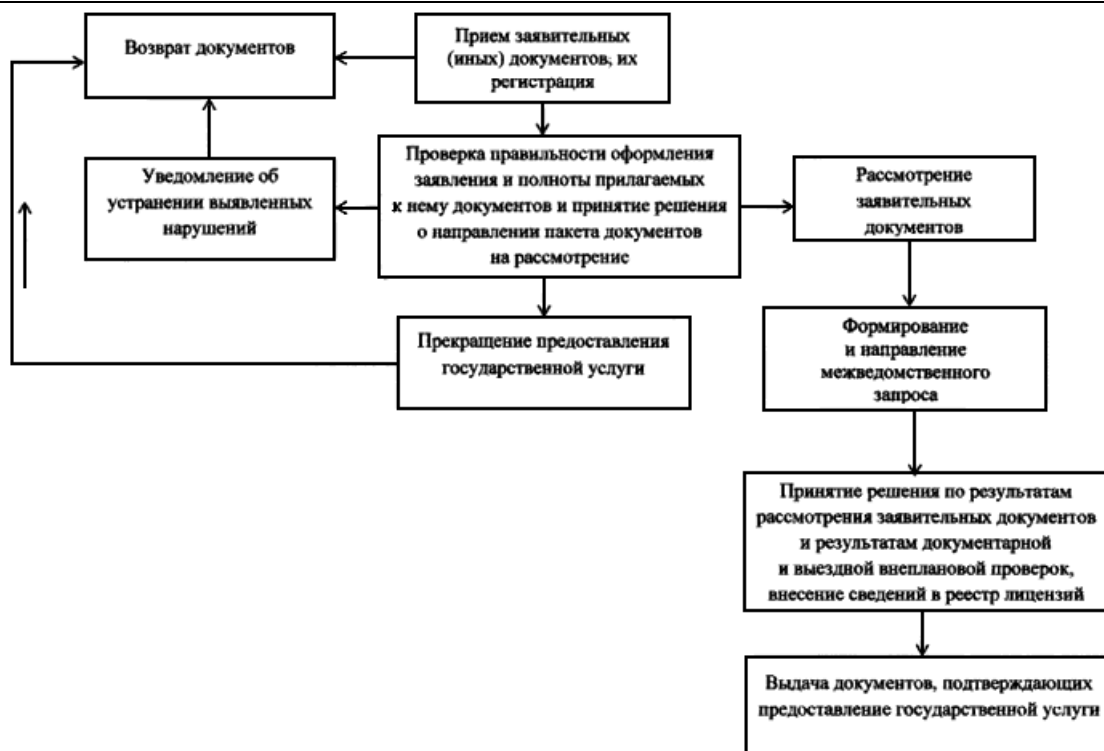 Возврат документов
Прием заявительных
(иных) документов, их
регистрация
Уведомление об
устранении выявленных
нарушений
Проверка правильности оформления
заявления и полноты прилагаемых
к нему документов и принятие решения
о направлении пакета документов
на рассмотрение
Рассмотрение
заявительных
документов
Прекращение предоставления
государственной услуги
Формирование
и направление
межведомственного
запроса
Принятие решения по результатам
рассмотрения заявительных документов
и результатам документарной
и выездной внеплановой проверок,
внесение сведений в реестр лицензий
Выдача документов, подтверждающих
предоставление государственной услуги